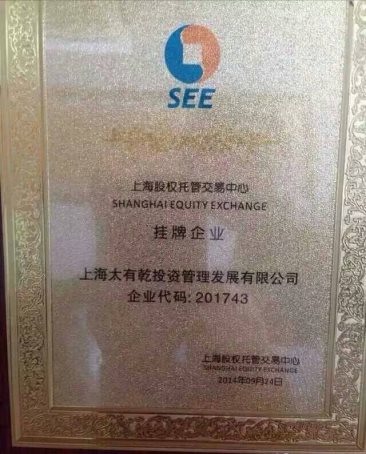 SEE
上海股权托管交易中心
SHANGHAI EQUITY EXCHANGE
挂牌企业
上海太有乾投资管理发展有限公司
企业代码: 201743
上海股权托管交易中心
SHANGHAI EQUITY EXCHANGE
2014年09月24日